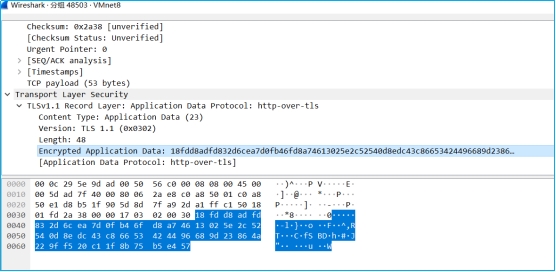 Wireshark · 分组 48503 · VMnet8
Checksum: 0x2a38 [unverified]
[Checksum Status: Unverified]
Urgent Pointer: 0
[SEQ/ACK analysis]
[Timestamps]
TCP payload (53 bytes)
Transport Layer Security
TLSv1.1 Record Layer: Application Data Protocol: http-over-tls
Content Type: Application Data (23)
Version: TLS 1.1 (0x0302)
Length: 48
Encrypted Application Data: 18fdd8adfd832d6cea7d0fb46fd8a74613025e2c52540d8edc43c86653424496689d2386…
[Application Data Protocol: http-over-tls]
0000 00 0c 29 5e 9d ad 00 50 56 c0 00 08 08 00 45 00
0010 00 5d ad 7f 40 00 80 06 2a e8 c0 a8 50 01 c0 a8
0020 50 e1 d8 b5 1f 90 5d 8d 7f a9 2d a1 ff c1 50 18
0030 01 fd 2a 38 00 00 17 03 02 00 30 18 fd d8 ad fd
0040 83 2d 6c ea 7d 0f b4 6f d8 a7 46 13 02 5e 2c 52
0050 54 0d 8e dc 43 c8 66 53 42 44 96 68 9d 23 86 4a
0060 22 9f f5 20 c1 1f 8b 75 b5 e4 57